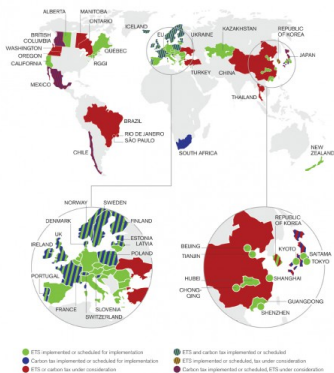 ALBERTA
MANITOBA
ONTARIO
BRITISH
COLUMBIA
WASHINGTON
OREGON
CALIFORNIA
QUÉBEC
RGGI
MEXICO
ICELAND
EU
UKRAINE
KAZAKHSTAN
REPUBLIC
OF KOREA
JAPAN
TURKEY
CHINA
THAILAND
BRAZIL
RIO DE JANEIRO
SÃO PAULO
CHILE
SOUTH AFRICA
NEW
ZEALAND
NORWAY
SWEDEN
DENMARK
FINLAND
UK
IRELAND
ESTONIA
LATVIA
POLAND
PORTUGAL
FRANCE
SLOVENIA
SWITZERLAND
REPUBLIC
OF KOREA
BEIJING
KYOTO
TIANJIN
SAITAMA
TOKYO
HUBEI
SHANGHAI
CHONG-
QING
GUANGDONG
SHENZHEN
ETS implemented or scheduled for implementation
Carbon tax implemented or scheduled for implementation
ETS or carbon tax under consideration
ETS and carbon tax implemented or scheduled
ETS implemented or scheduled, tax under consideration
Carbon tax implemented or scheduled, ETS under consideration